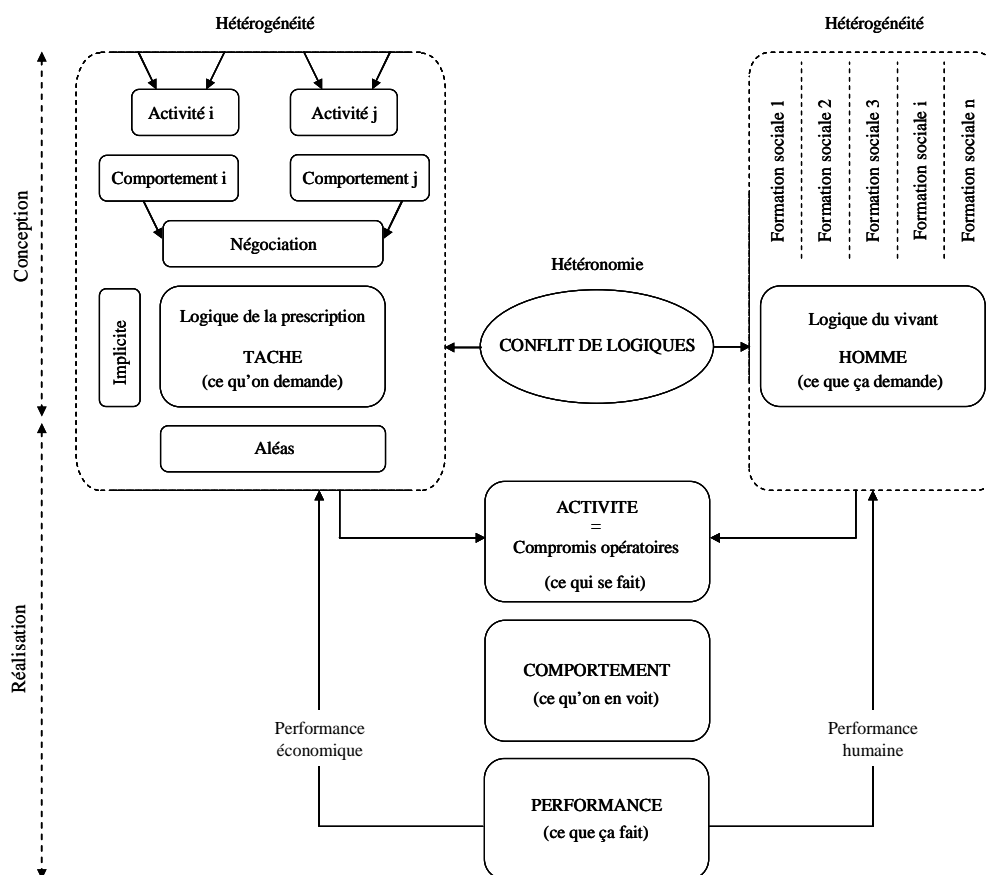 Hétérogénéité
Hétérogénéité
Conception
Réalisation
Activité i
Activité j
Comportement i
Comportement j
Négociation
Implicite
Logique de la prescription
TACHE
(ce qu’on demande)
Aléas
Hétéronomie
CONFLIT DE LOGIQUES
Formation sociale 1
Formation sociale 2
Formation sociale 3
Formation sociale i
Formation sociale n
Logique du vivant
HOMME
(ce que ça demande)
ACTIVITE
=
Compromis opératoires
(ce qui se fait)
COMPORTEMENT
(ce qu’on en voit)
Performance
économique
Performance
humaine
PERFORMANCE
(ce que ça fait)